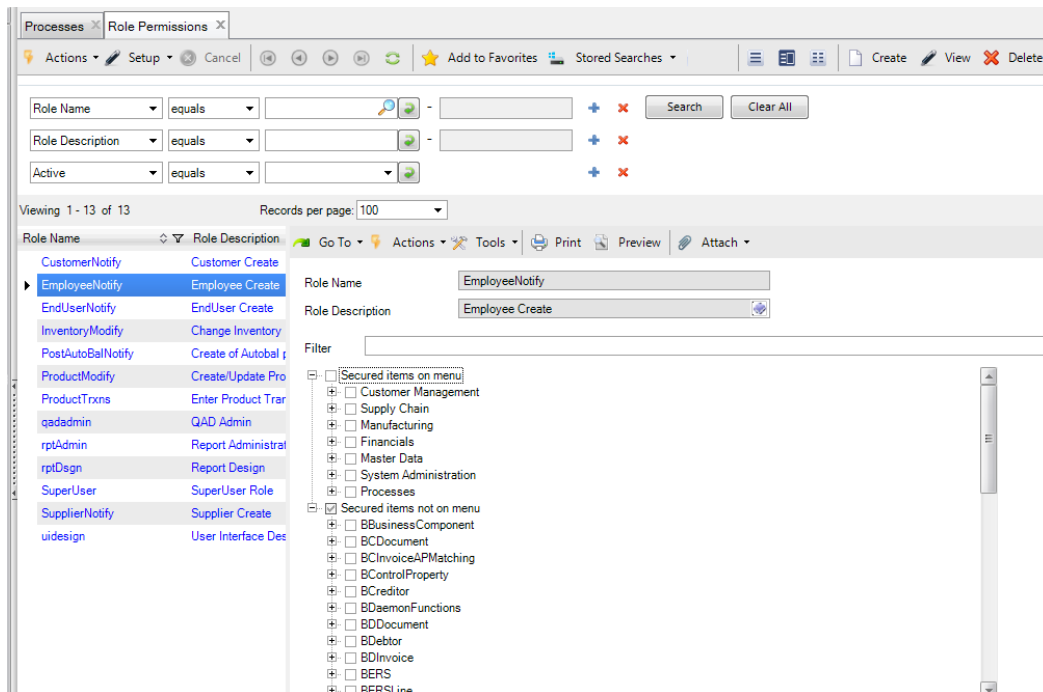 Processes Role Permissions
Actions Setup Cancel Add to Favorites Stored Searches Create View Delete
Role Name equals - Search Clear All
Role Description equals -
Active equals
Viewing 1 - 13 of 13 Records per page: 100
Role Name Role Description
CustomerNotify Customer Create
EmployeeNotify Employee Create
EndUserNotify EndUser Create
InventoryModify Change Inventory
PostAutoBalNotify Create of Autobal p
ProductModify Create/Update Pro
ProductTrxns Enter Product Trar
qadadmin QAD Admin
rptAdmin Report Administrat
rptDsgn Report Design
SuperUser SuperUser Role
SupplierNotify Supplier Create
uidesign User Interface Des
Go To Actions Tools Print Preview Attach
Role Name EmployeeNotify
Role Description Employee Create
Filter
Secured items on menu
Customer Management
Supply Chain
Manufacturing
Financials
Master Data
System Administration
Processes
Secured items not on menu
BBusinessComponent
BCDocument
BCInvoiceAPMatching
BControlProperty
BCreditor
BDaemonFunctions
BDDocument
BDebtor
BDInvoice
BERS
BERSLine